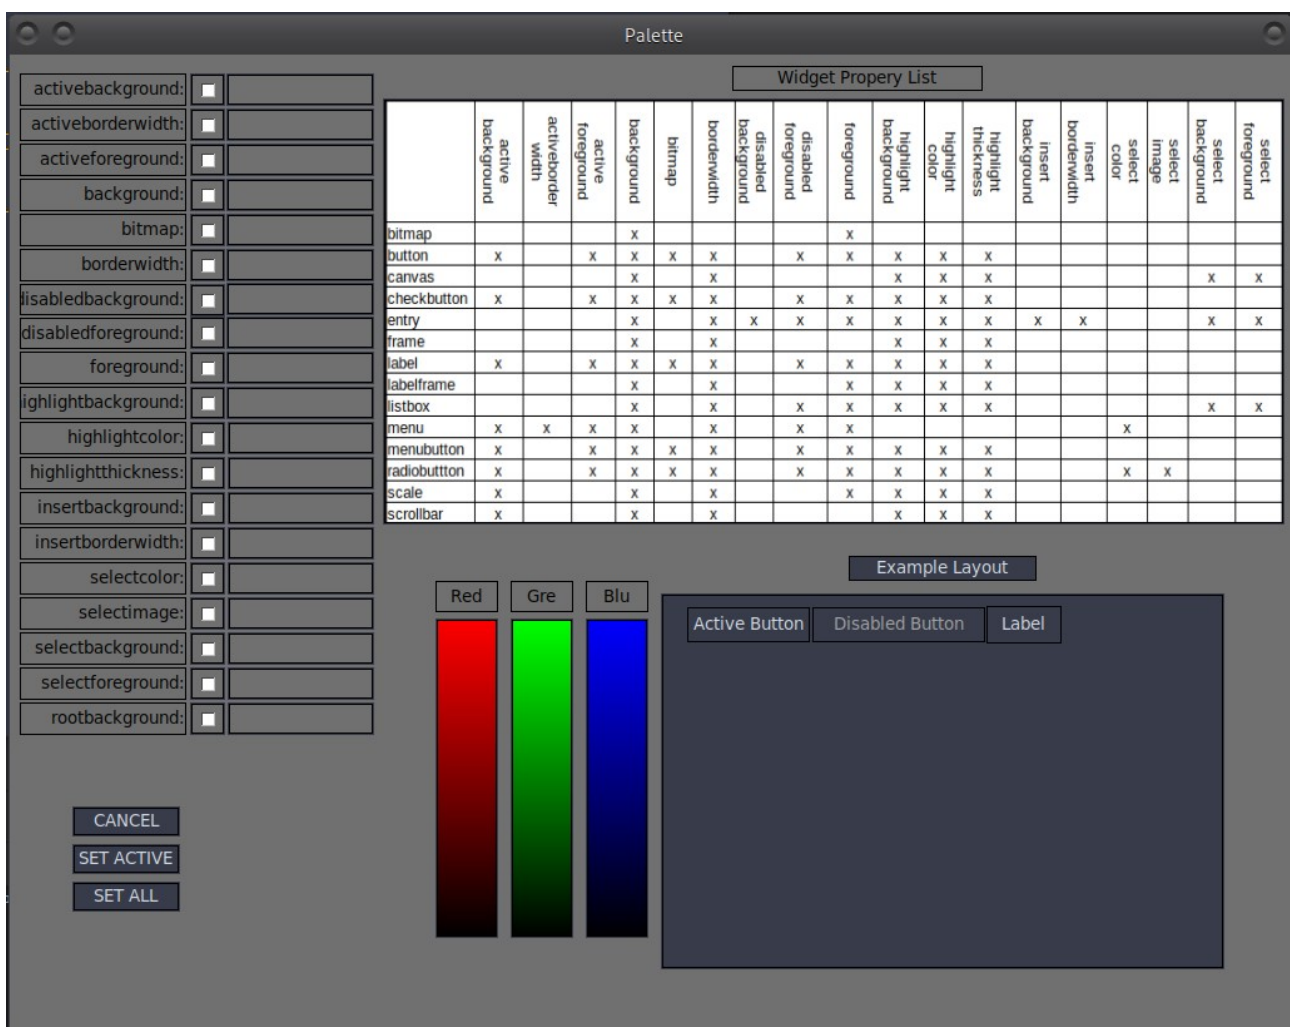 Palette
activebackground:
activeborderwidth:
activeforeground:
background:
bitmap:
borderwidth:
disabledbackground:
disabledforeground:
foreground:
highlightbackground:
highlightcolor:
highlightthickness:
insertbackground:
insertborderwidth:
selectcolor:
selectimage:
selectbackground:
selectforeground:
rootbackground:
CANCEL
SET ACTIVE
SET ALL
Widget Propery List
active background
activeborder width
active foreground
background
bitmap
borderwidth
disabled background
disabled foreground
foreground
highlight background
highlight color
highlight thickness
insert background
insert borderwidth
select color
select image
select background
select foreground
bitmap x x
button x x x x x x x x x x
canvas x x x x x x x
checkbutton x x x x x x x x x x
entry x x x x x x x x x x x x
frame x x x x x
label x x x x x x x x x x
labelframe x x x x x x
listbox x x x x x x x x x
menu x x x x x x x x
menubutton x x x x x x x x x x
radiobuttton x x x x x x x x x x x x
scale x x x x x x x
scrollbar x x x x x x
Red Gre Blu
Example Layout
Active Button Disabled Button Label